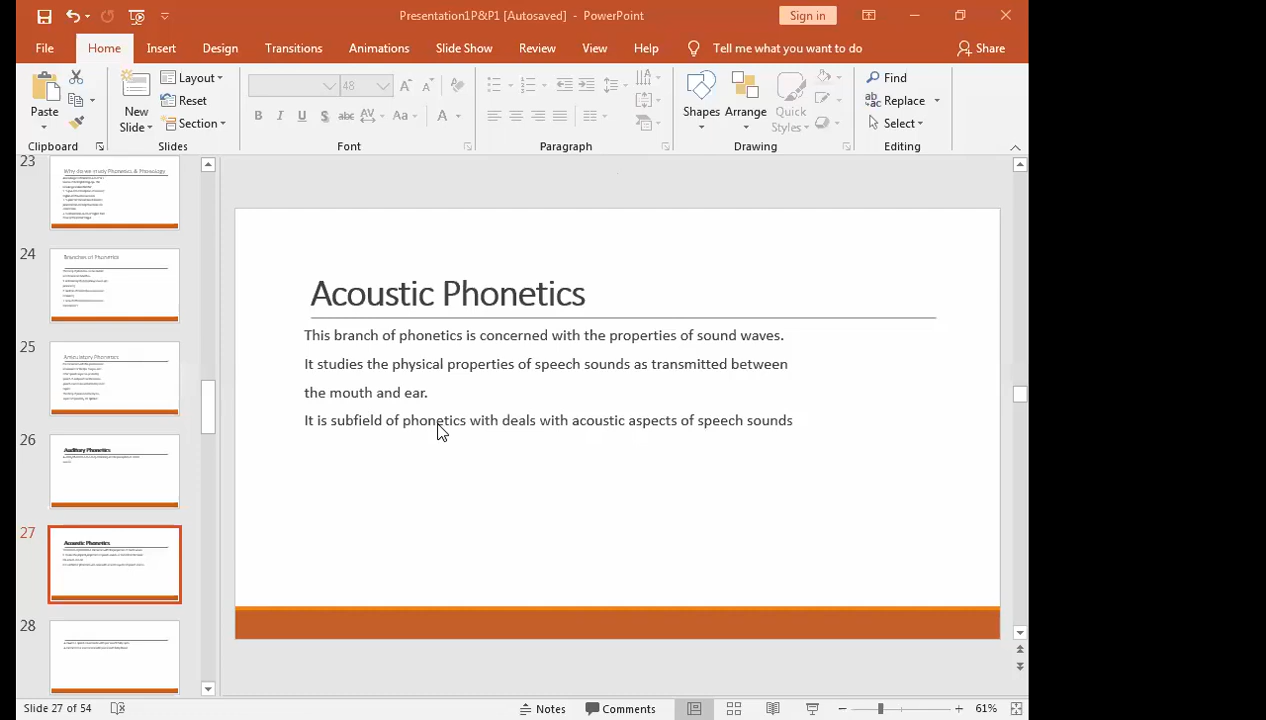 Presentation1P&P1 [Autosaved] - PowerPoint
Sign in
File Home Insert Design Transitions Animations Slide Show Review View Help Tell me what you want to do Share
Paste
New Slide
Layout
Reset
Section
48
B I U S abc AV Aa A
Shapes
Arrange
Quick Styles
Find
Replace
Select
Clipboard Slides Font Paragraph Drawing Editing
23
Why do we study Phonetics & Phonology
24
Branches of Phonetics
25
Articulatory Phonetics
26
Auditory Phonetics
27
Acoustic Phonetics
28
Acoustic Phonetics
This branch of phonetics is concerned with the properties of sound waves.
It studies the physical properties of speech sounds as transmitted between
the mouth and ear.
It is subfield of phonetics with deals with acoustic aspects of speech sounds
Slide 27 of 54
Notes
Comments
61%